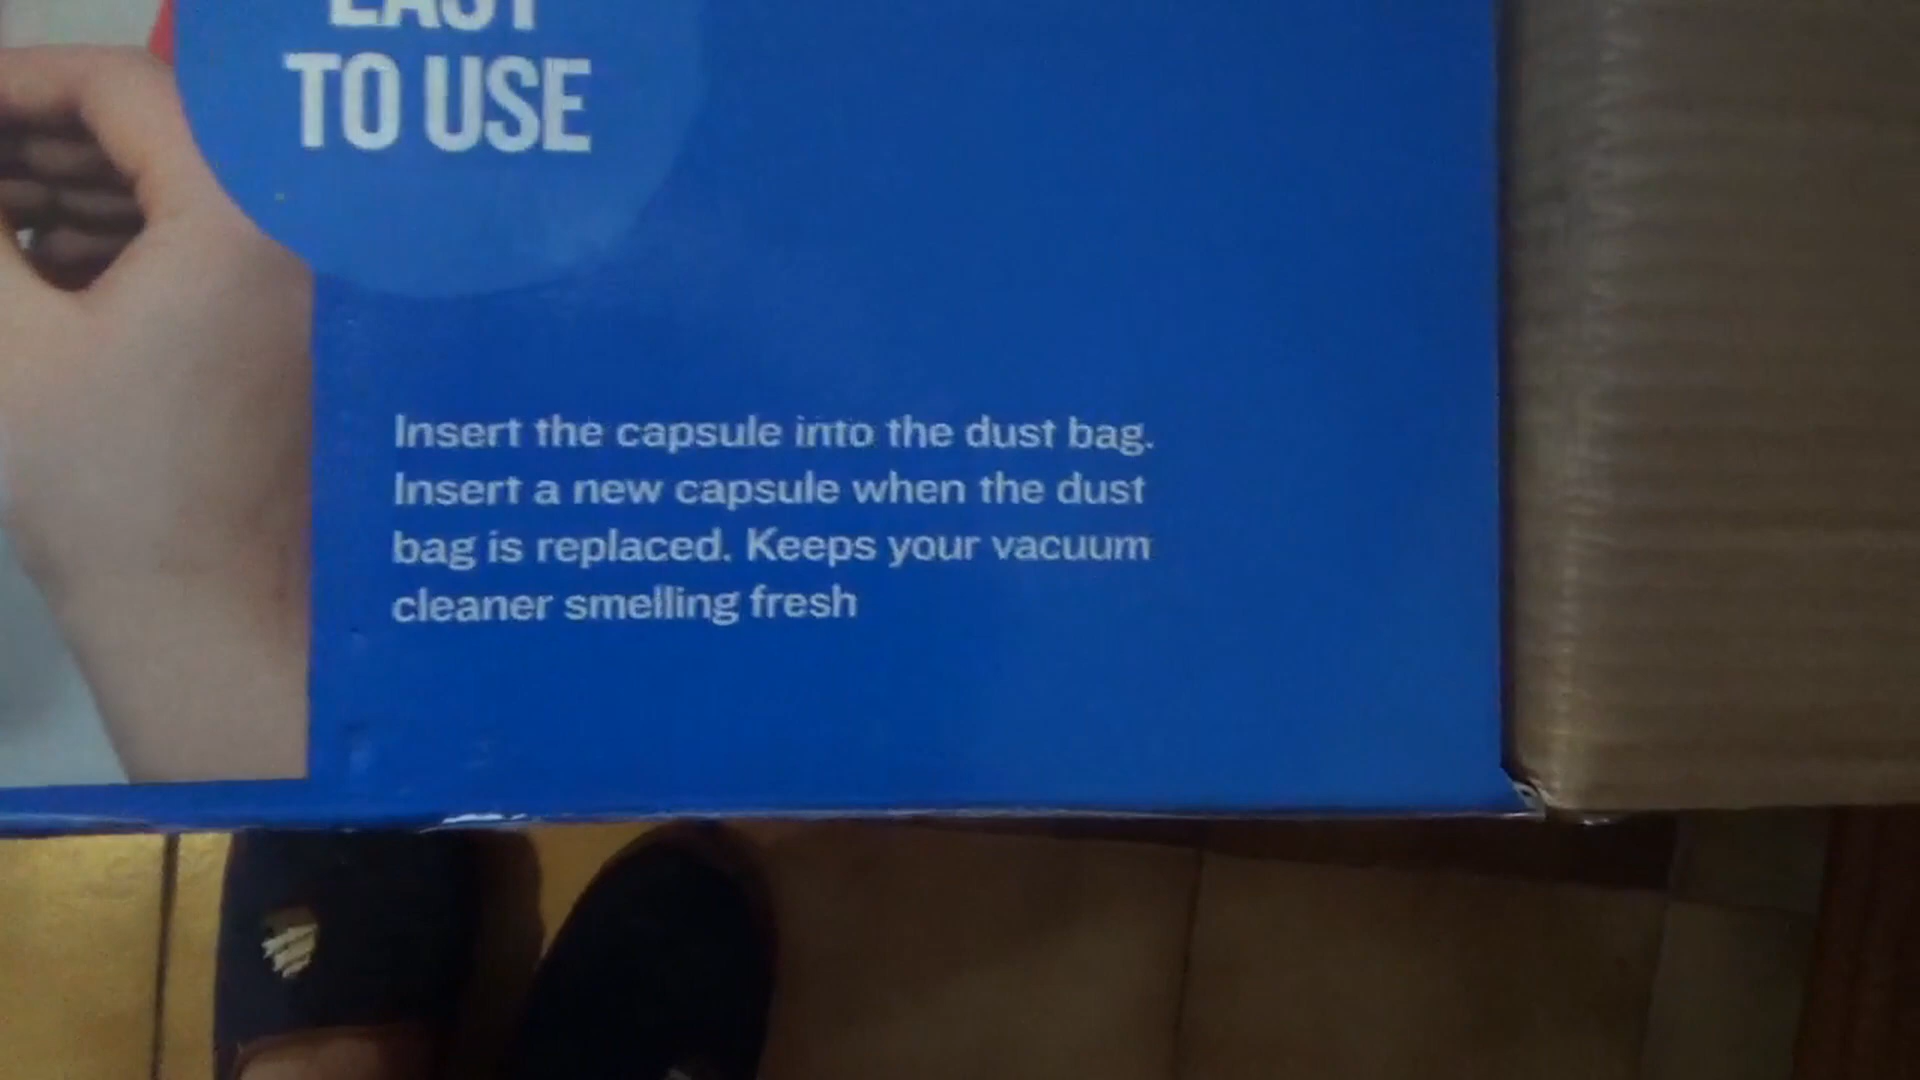 EASY
TO USE
Insert the capsule into the dust bag.
Insert a new capsule when the dust
bag is replaced. Keeps your vacuum
cleaner smelling fresh